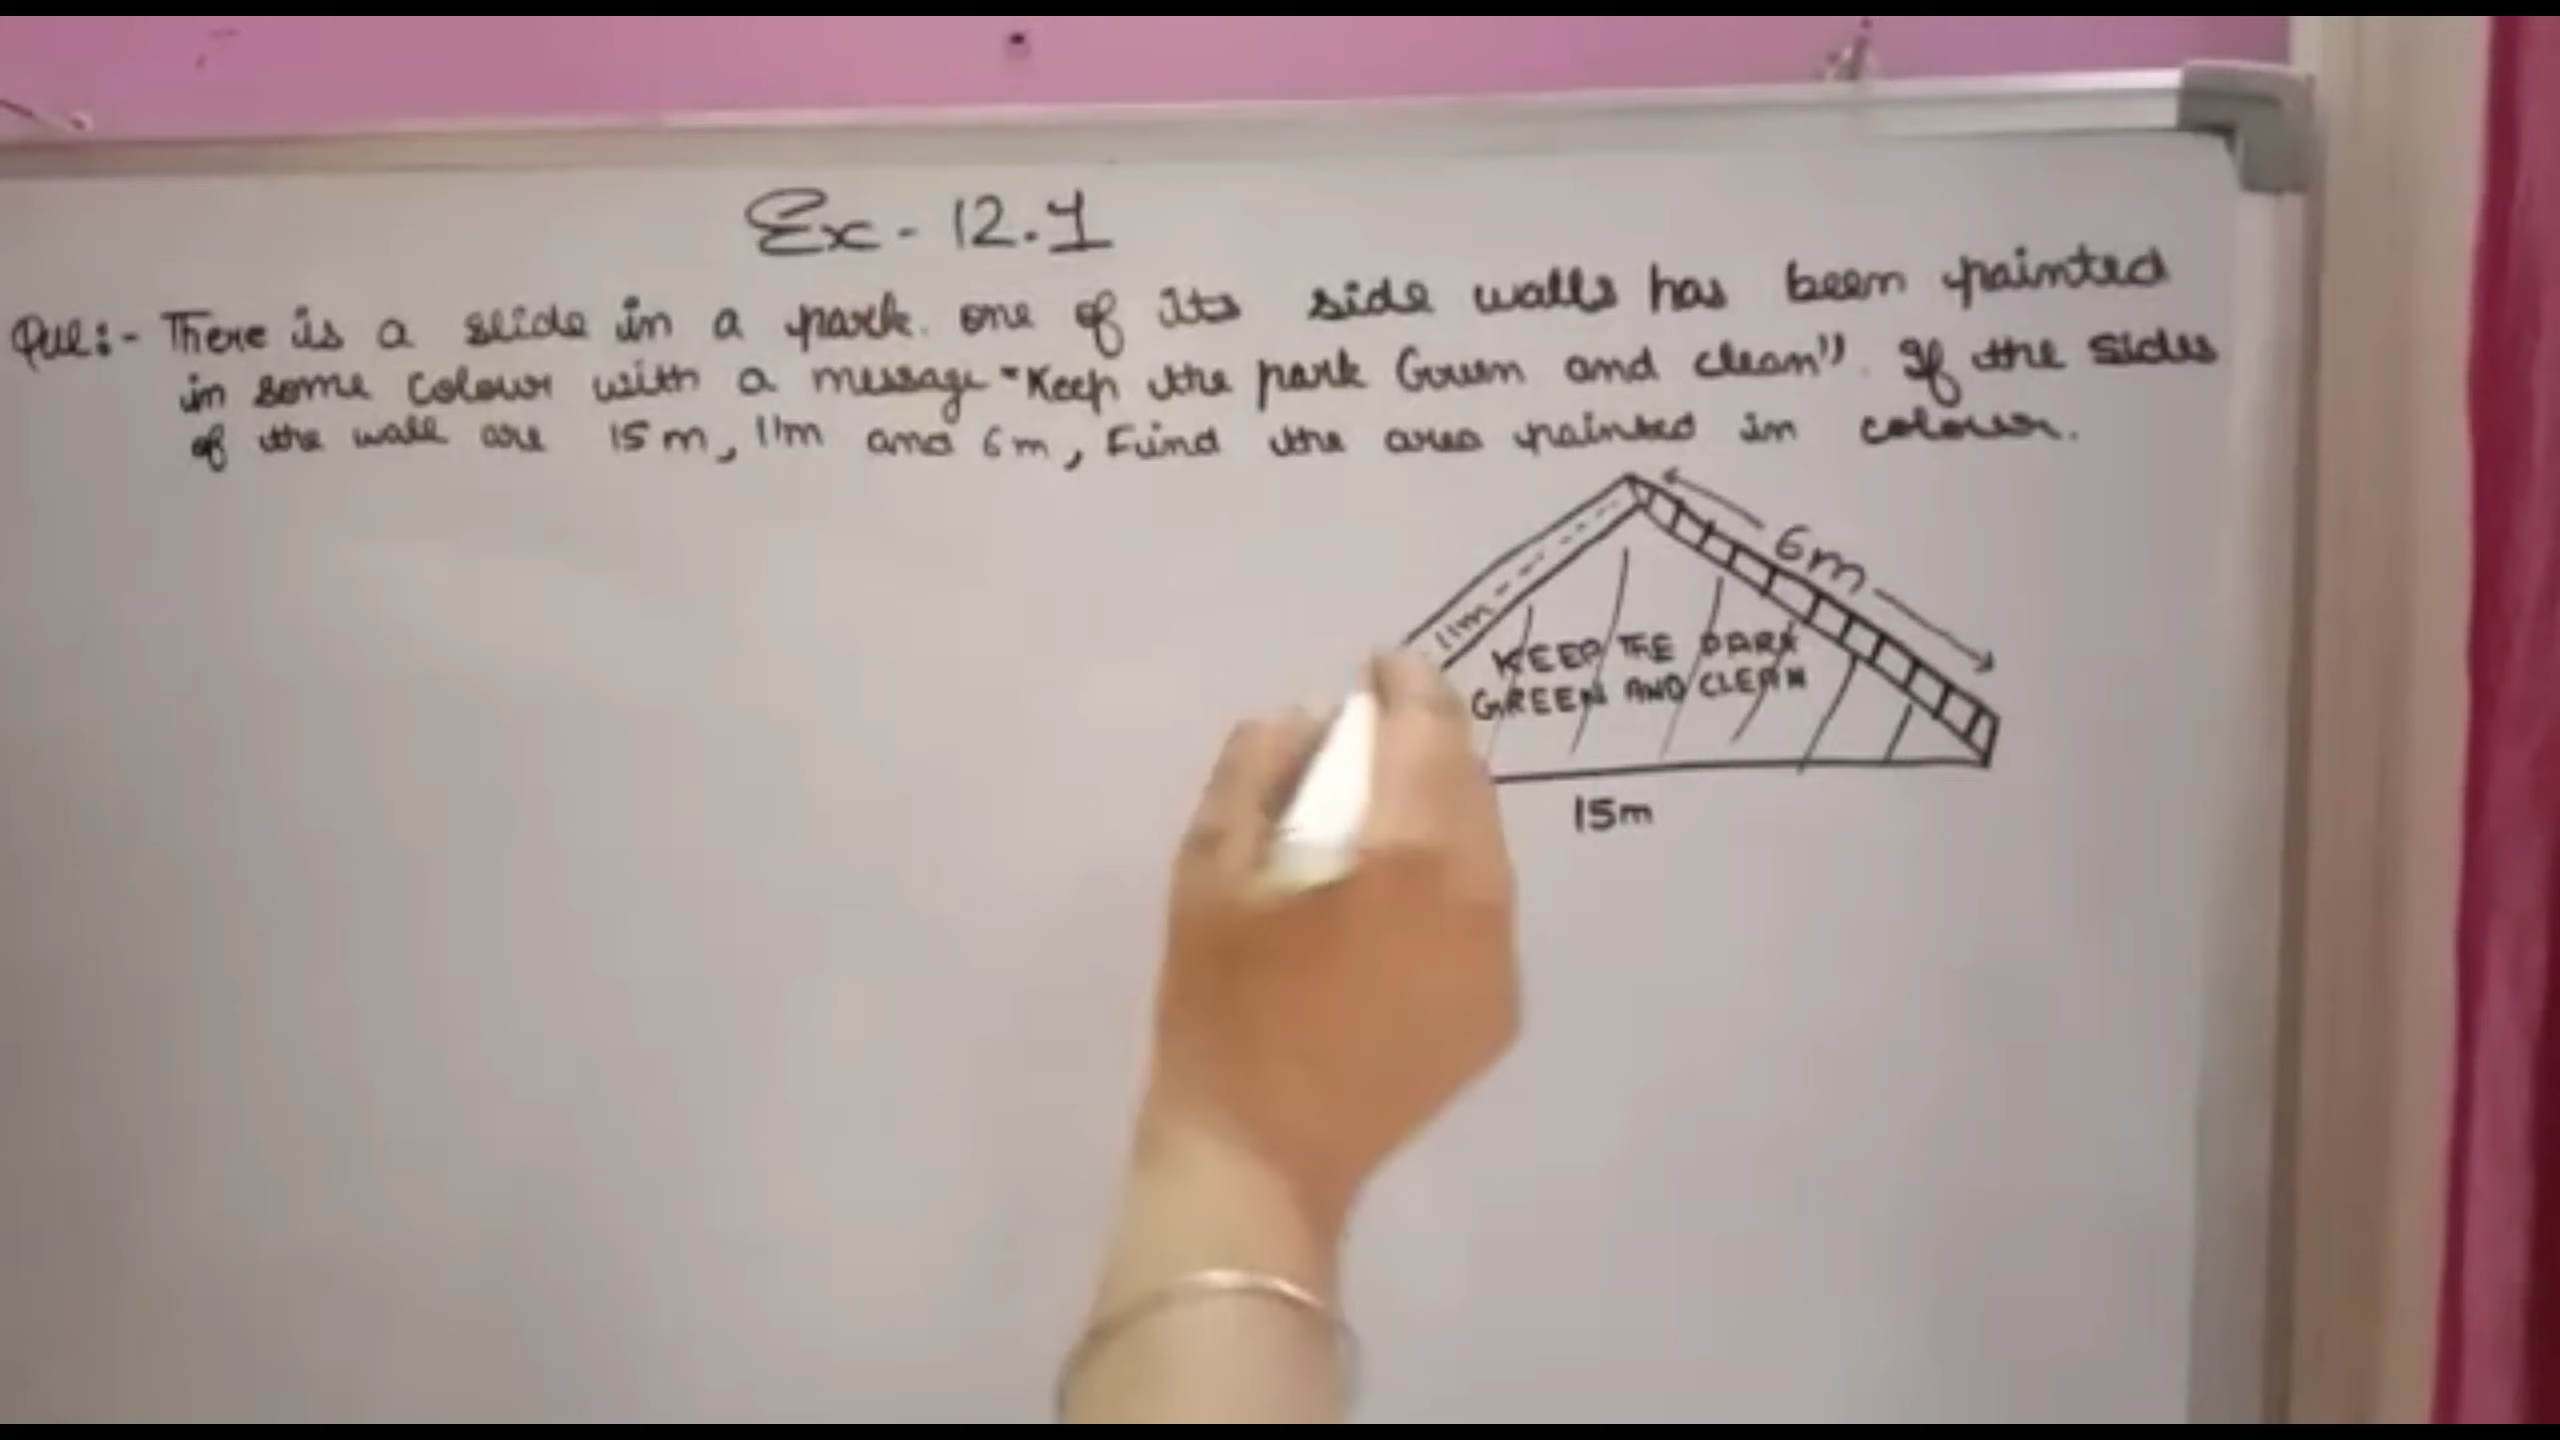 Ex - 12.1
Que:- There is a slide in a park. one of its side walls has been painted
in some colour with a message "Keep the park Green and clean". If the sides
of the wall are 15m, 11m and 6m, Find the area painted in colour.
6m
11m
KEEP THE PARK
GREEN AND CLEAN
15m